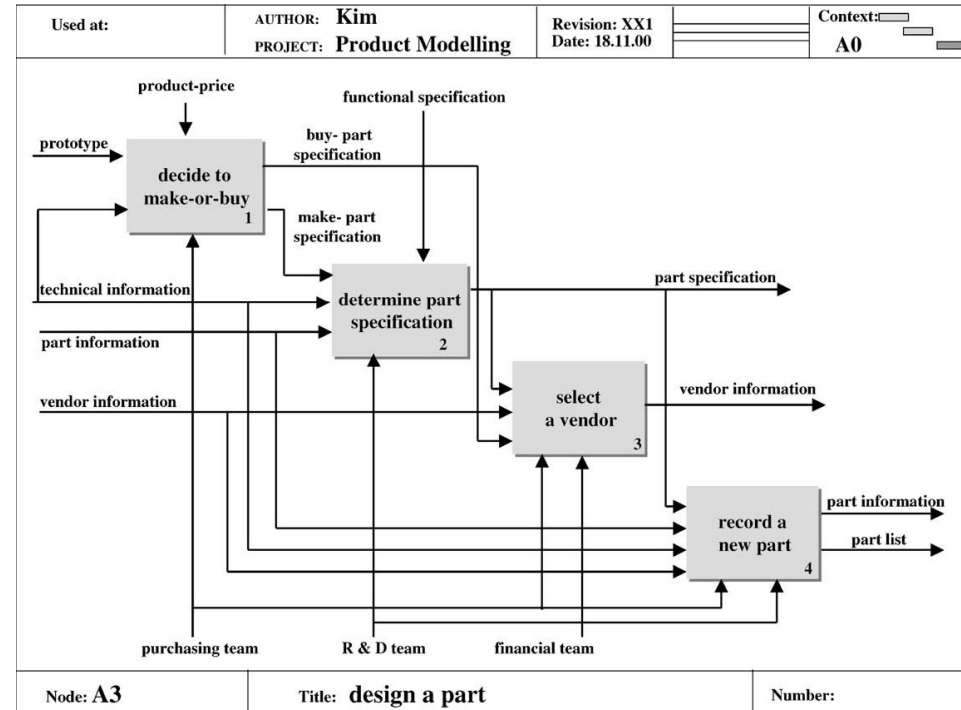 Used at:
AUTHOR: Kim
PROJECT: Product Modelling
Revision: XX1
Date: 18.11.00
Context:
A0
product-price
functional specification
prototype
buy- part
specification
decide to
make-or-buy
1
make- part
specification
technical information
determine part
specification
2
part specification
part information
vendor information
select
a vendor
3
vendor information
record a
new part
4
part information
part list
purchasing team
R & D team
financial team
Node: A3
Title: design a part
Number: